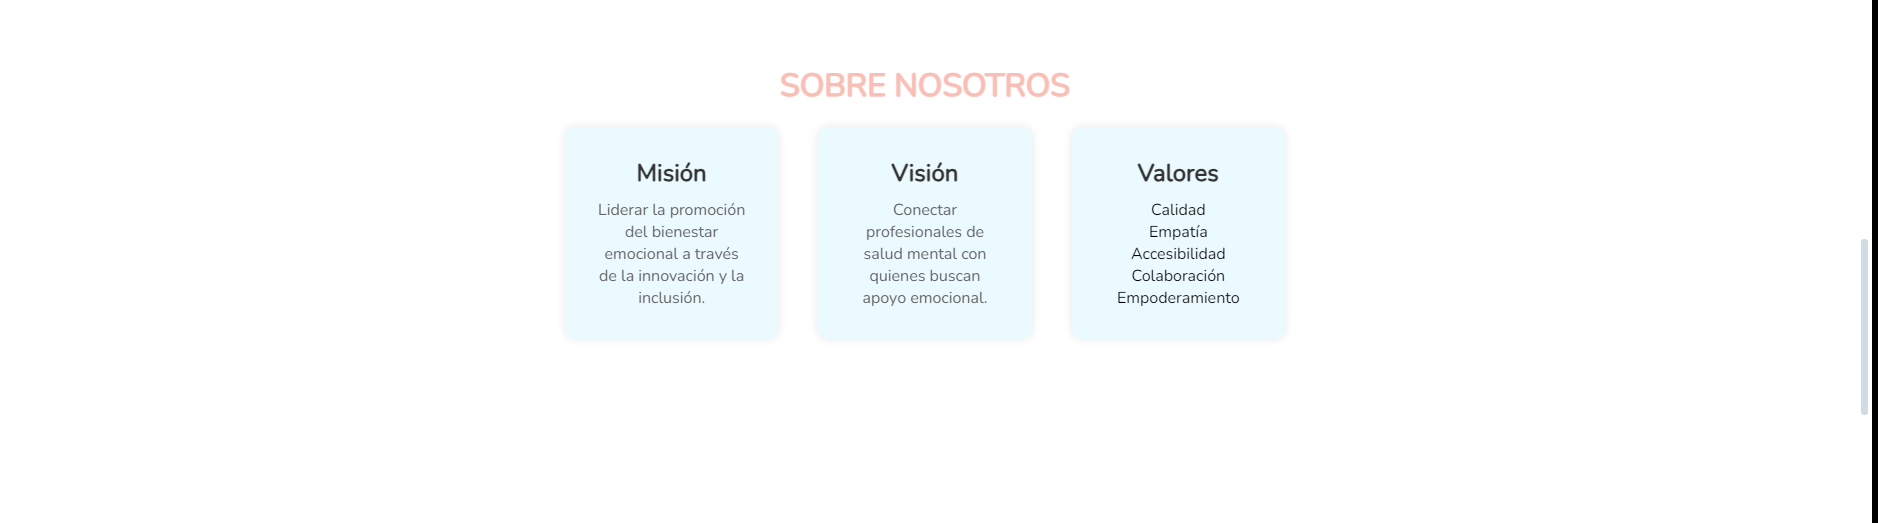 SOBRE NOSOTROS
Misión
Liderar la promoción
del bienestar
emocional a través
de la innovación y la
inclusión.
Visión
Conectar
profesionales de
salud mental con
quienes buscan
apoyo emocional.
Valores
Calidad
Empatía
Accesibilidad
Colaboración
Empoderamiento